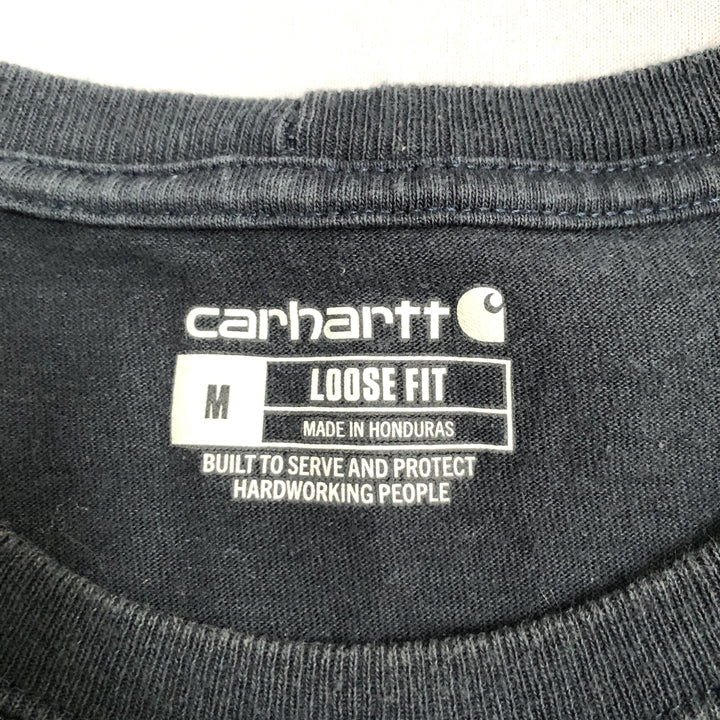 carhartt
M
LOOSE FIT
MADE IN HONDURAS
BUILT TO SERVE AND PROTECT
HARDWORKING PEOPLE